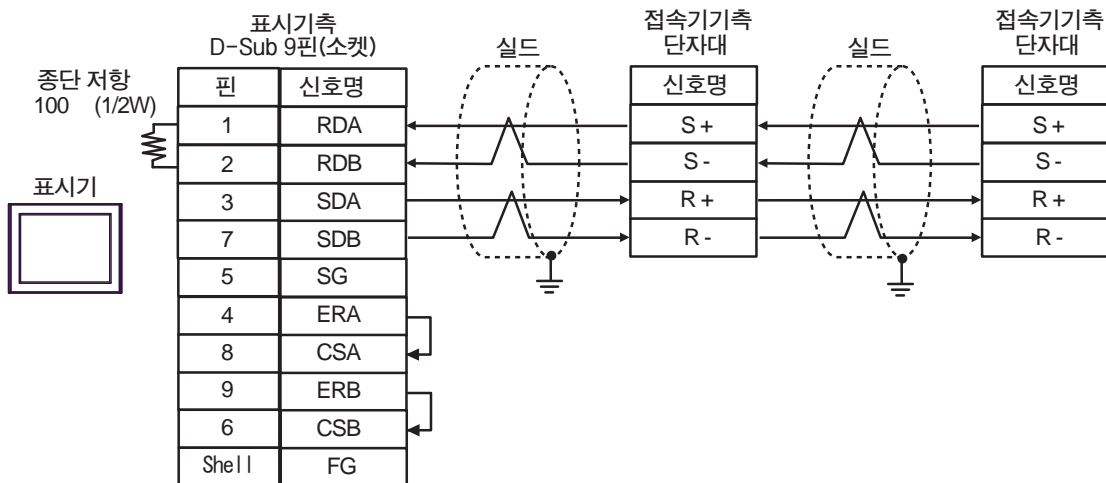 표시기측
D-Sub 9핀(소켓)
실드
접속기기측
단자대
실드
접속기기측
단자대
종단 저항
100 (1/2W)
핀 신호명
신호명
신호명
1 RDA
S+
S+
2 RDB
S-
S-
표시기
3 SDA
R+
R+
7 SDB
R-
R-
5 SG
4 ERA
8 CSA
9 ERB
6 CSB
Shell FG